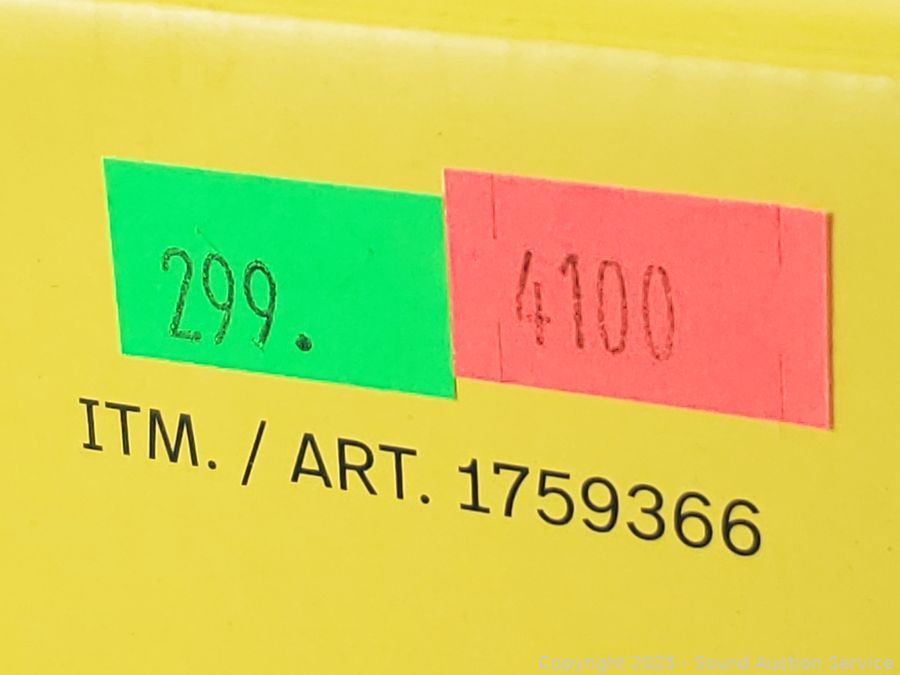 299.
4100
ITM. / ART. 1759366
Copyright 2025 - Sound Auction Service